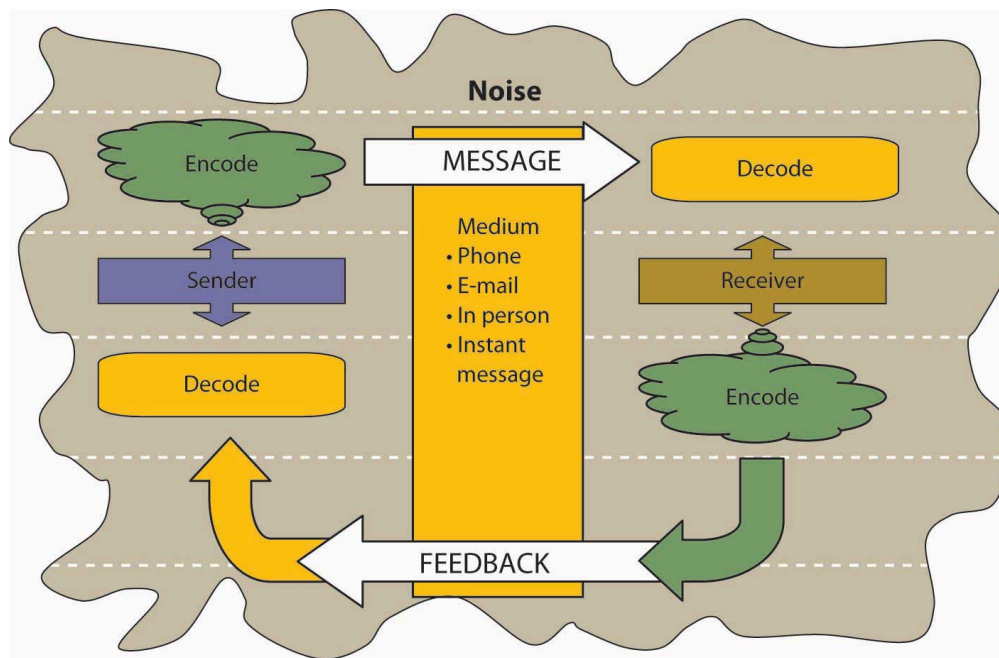 Noise
Encode
MESSAGE
Decode
Medium
• Phone
• E-mail
• In person
• Instant
message
Sender
Receiver
Decode
Encode
FEEDBACK